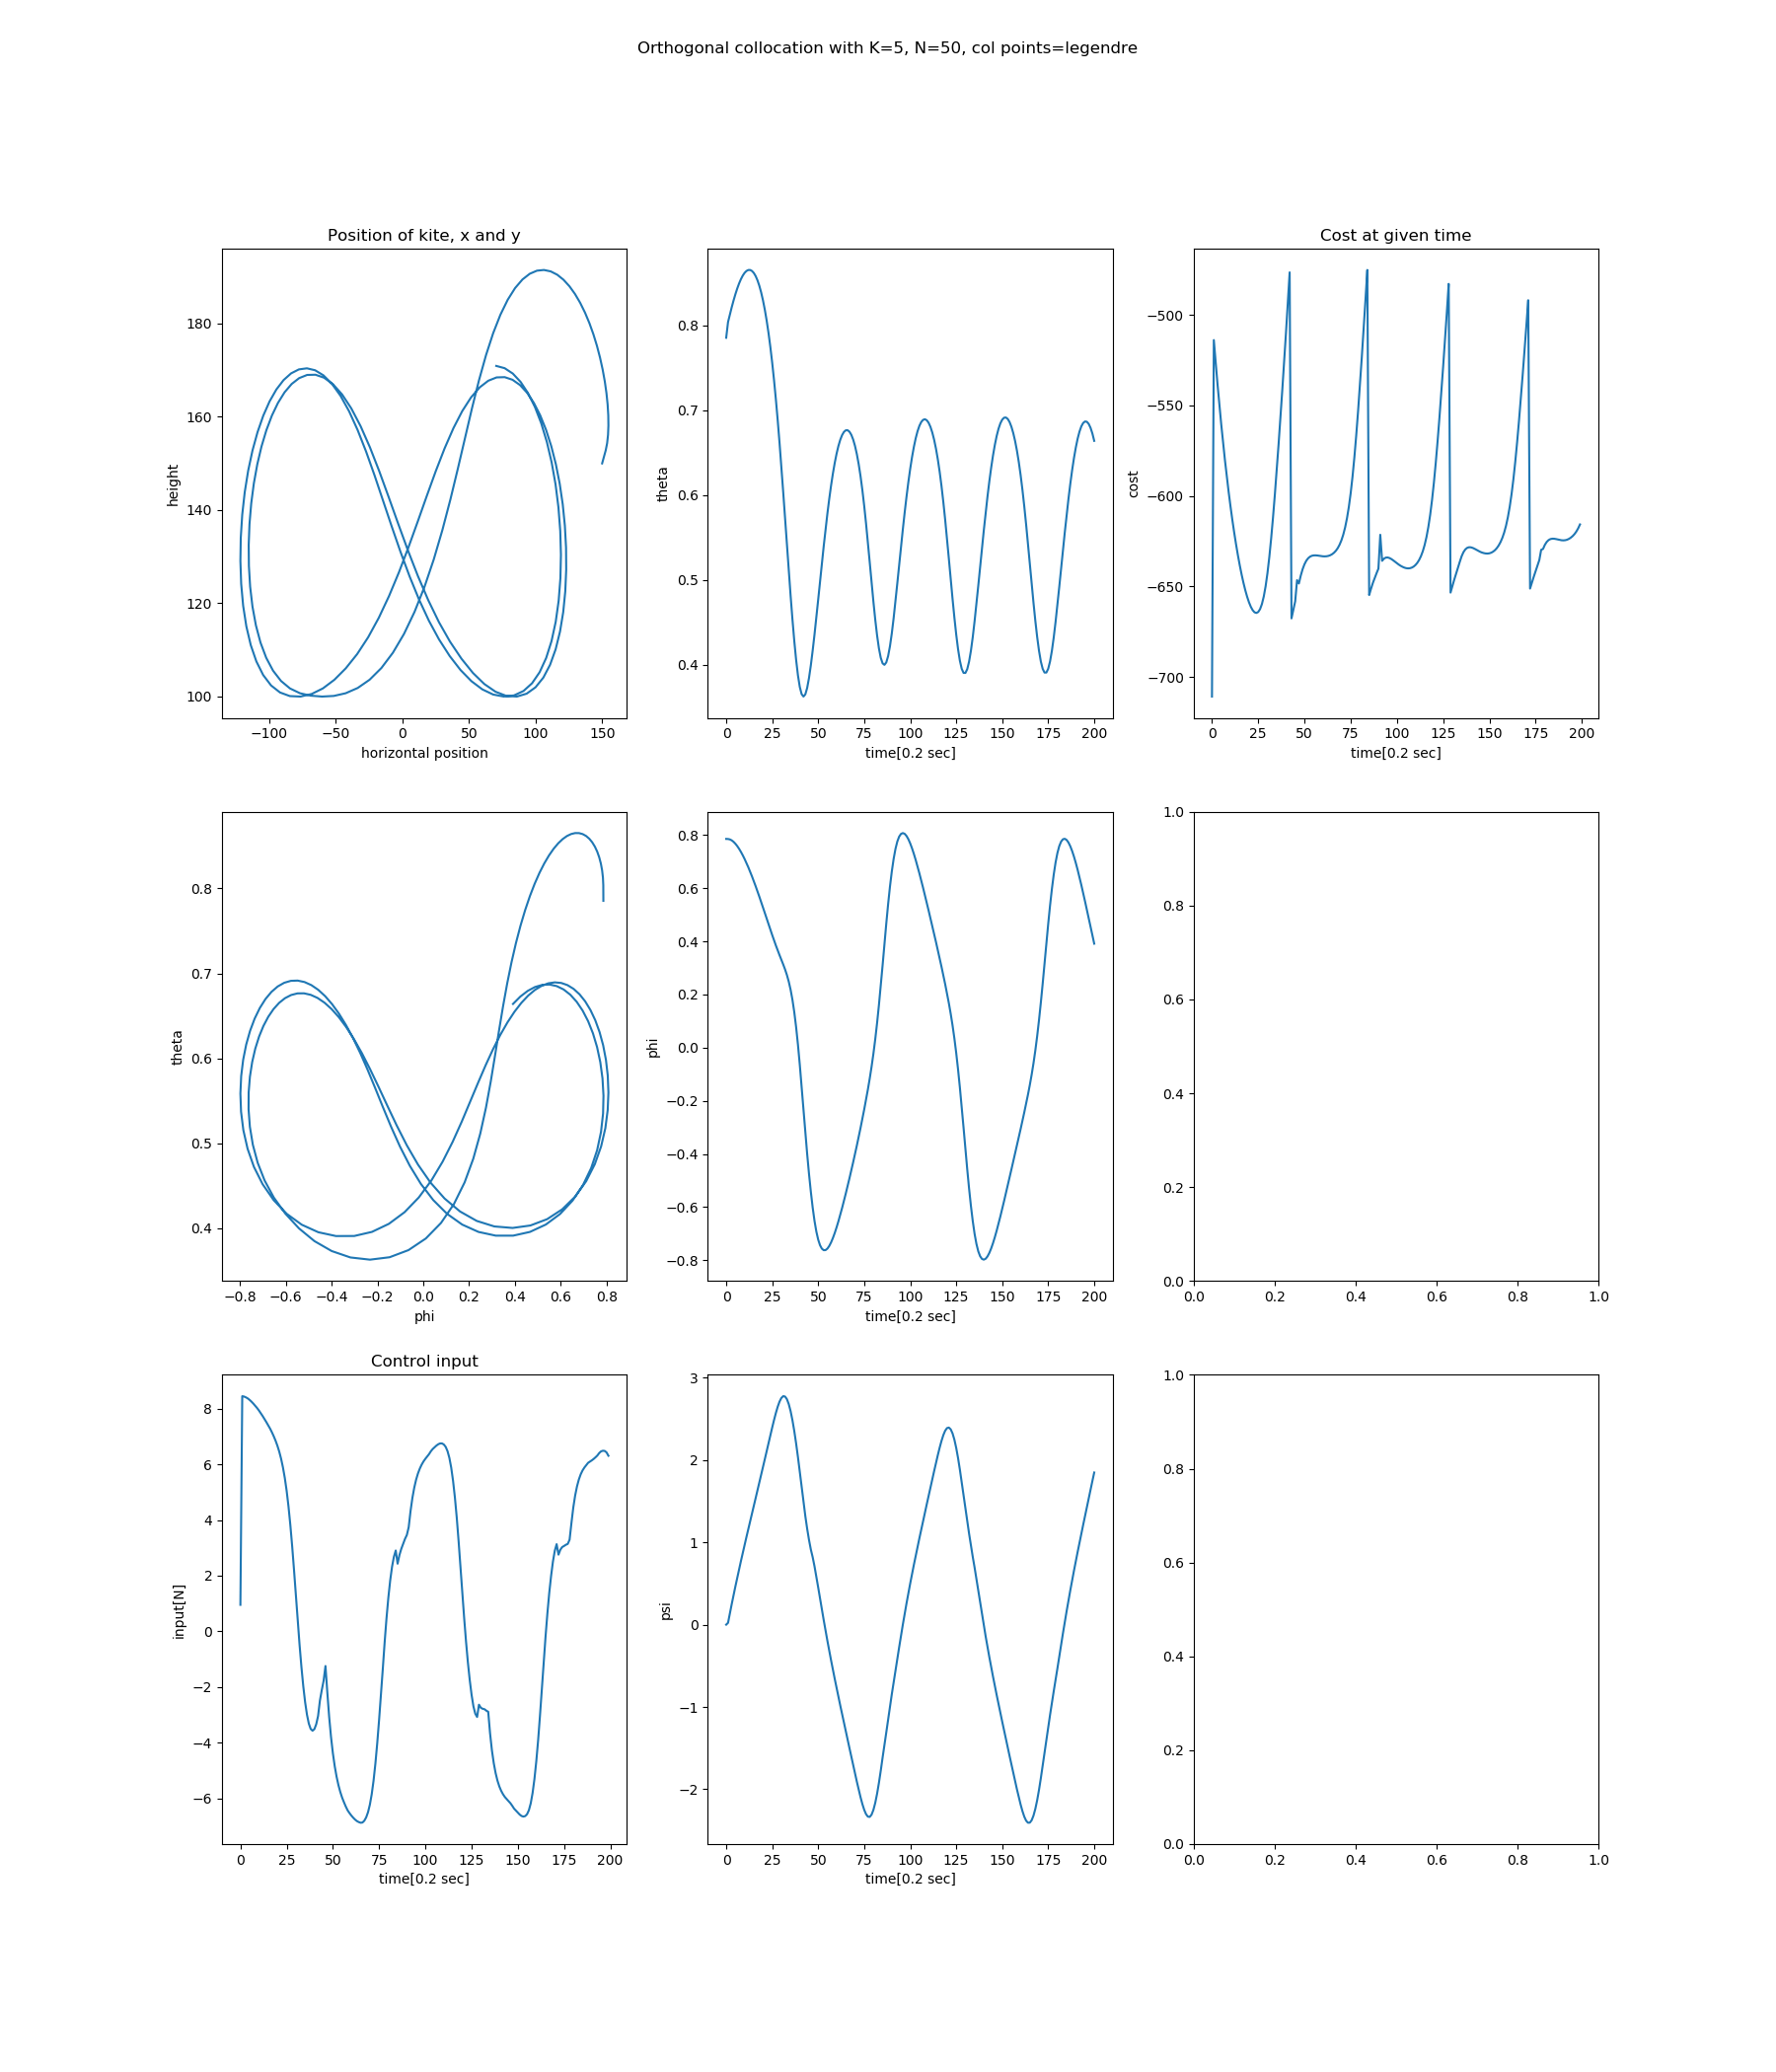 Orthogonal collocation with K=5, N=50, col points=legendre
Position of kite, x and y
height
180
160
140
120
100
−100 −50 0 50 100 150
horizontal position
theta
0.8
0.7
0.6
0.5
0.4
0 25 50 75 100 125 150 175 200
time[0.2 sec]
Cost at given time
cost
−500
−550
−600
−650
−700
0 25 50 75 100 125 150 175 200
time[0.2 sec]
theta
0.8
0.7
0.6
0.5
0.4
−0.8 −0.6 −0.4 −0.2 0.0 0.2 0.4 0.6 0.8
phi
phi
0.8
0.6
0.4
0.2
0.0
−0.2
−0.4
−0.6
−0.8
0 25 50 75 100 125 150 175 200
time[0.2 sec]
1.0
0.8
0.6
0.4
0.2
0.0
0.0 0.2 0.4 0.6 0.8 1.0
Control input
input[N]
8
6
4
2
0
−2
−4
−6
0 25 50 75 100 125 150 175 200
time[0.2 sec]
psi
3
2
1
0
−1
−2
0 25 50 75 100 125 150 175 200
time[0.2 sec]
1.0
0.8
0.6
0.4
0.2
0.0
0.0 0.2 0.4 0.6 0.8 1.0